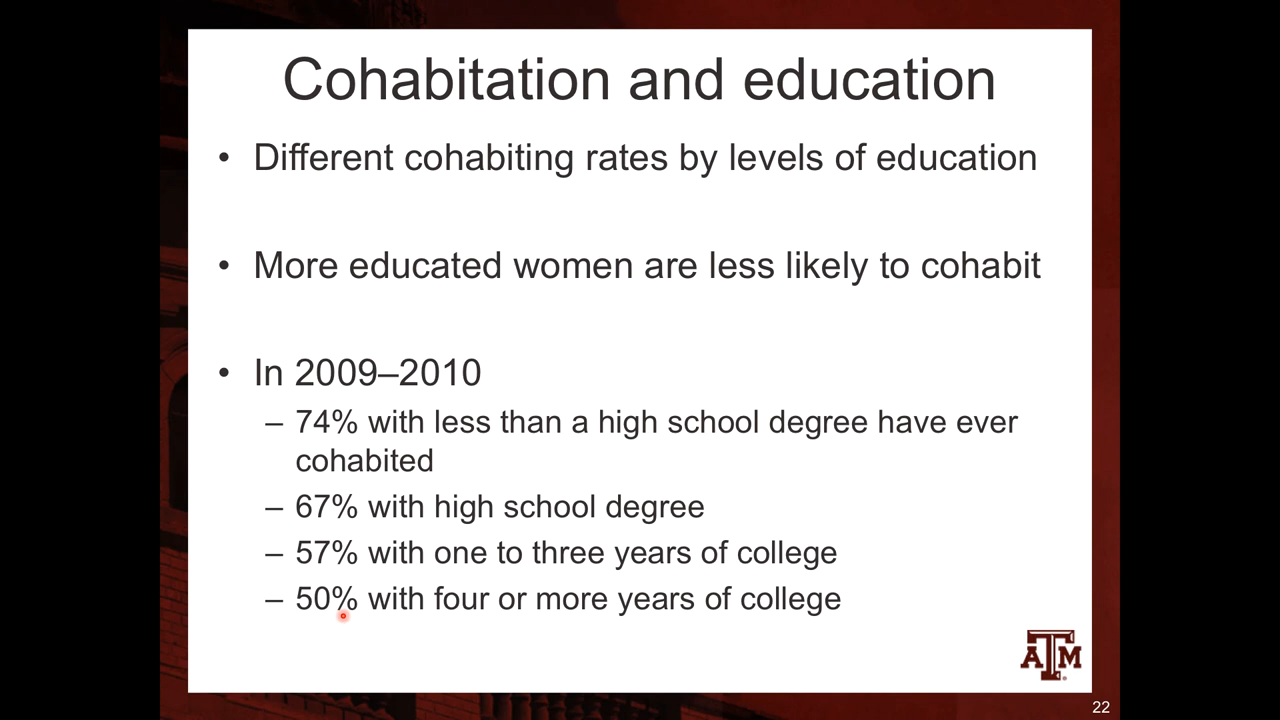 Cohabitation and education
• Different cohabiting rates by levels of education
• More educated women are less likely to cohabit
• In 2009–2010
– 74% with less than a high school degree have ever
cohabited
– 67% with high school degree
– 57% with one to three years of college
– 50% with four or more years of college
ATM
22